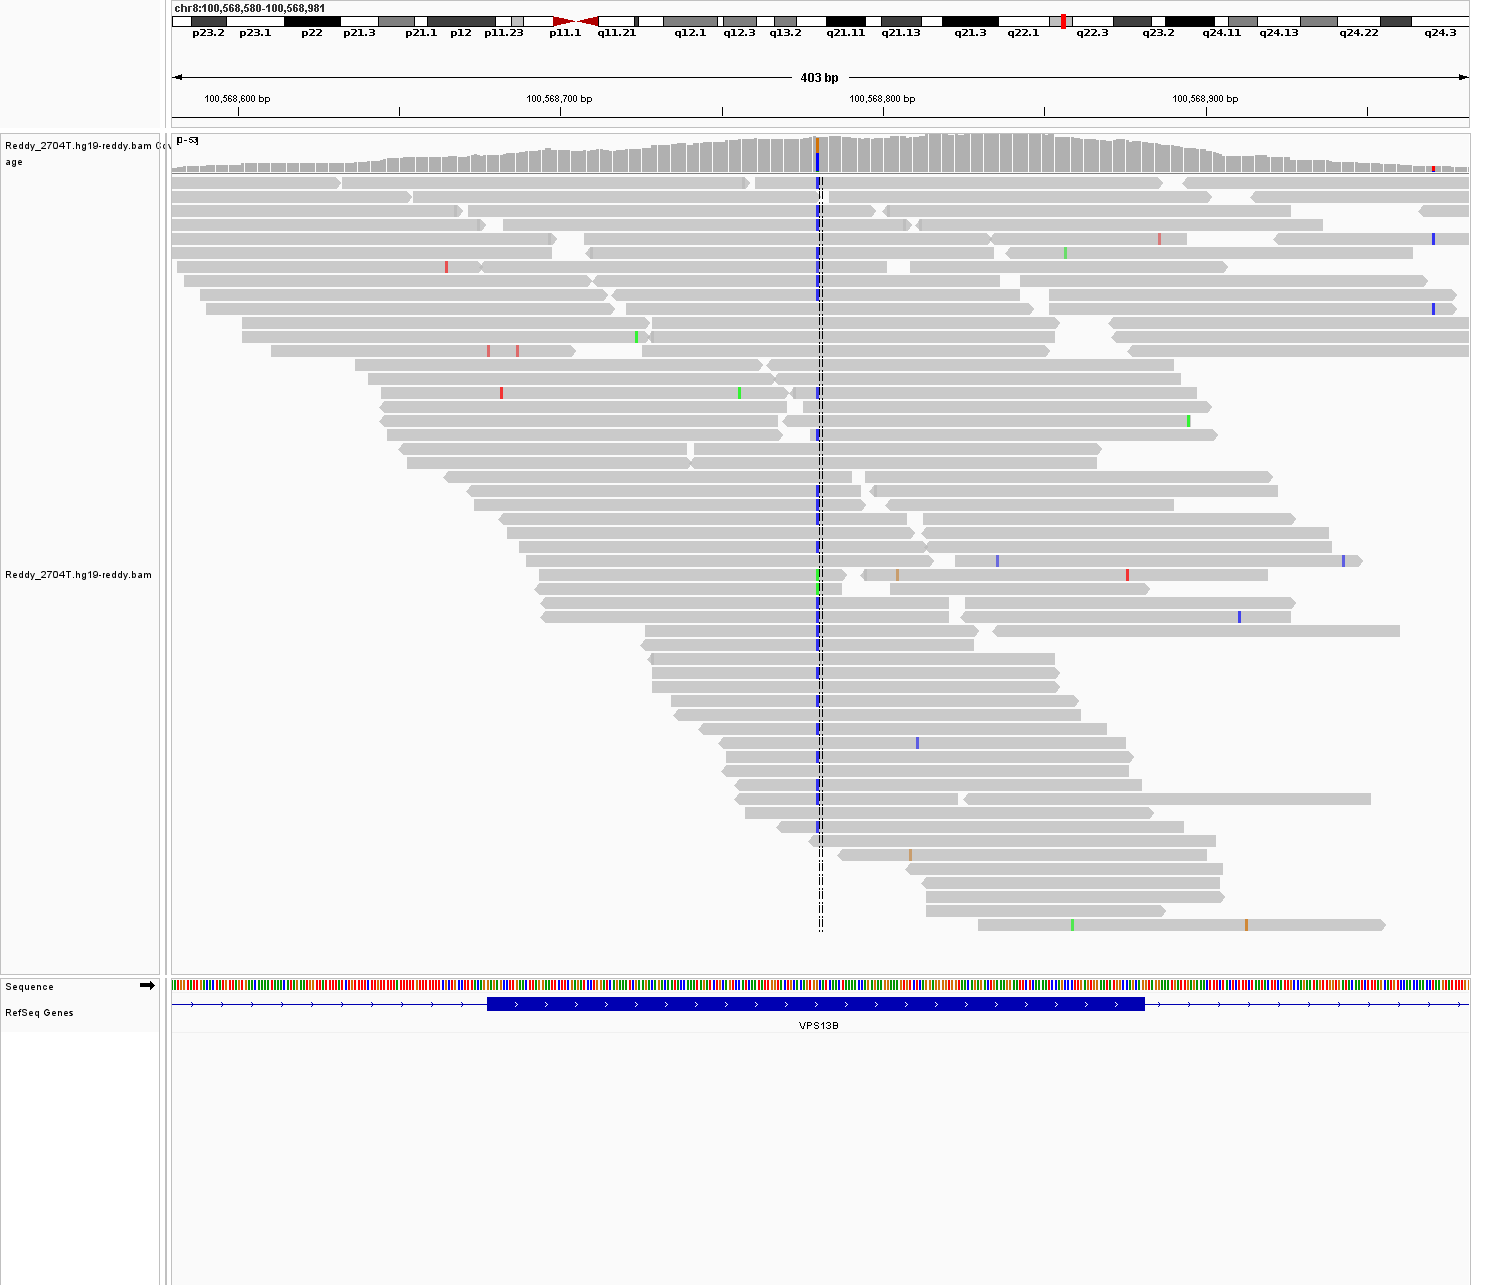 chr8:100,568,580-100,568,981
p23.2 p23.1 p22 p21.3 p21.1 p12 p11.23 p11.1 q11.21 q12.1 q12.3 q13.2 q21.11 q21.13 q21.3 q22.1 q22.3 q23.2 q24.11 q24.13 q24.22 q24.3
403 bp
100,568,600 bp 100,568,700 bp 100,568,800 bp 100,568,900 bp
Reddy_2704T.hg19-reddy.bam Cov
age
[0-53]
Reddy_2704T.hg19-reddy.bam
Sequence
RefSeq Genes
VPS13B